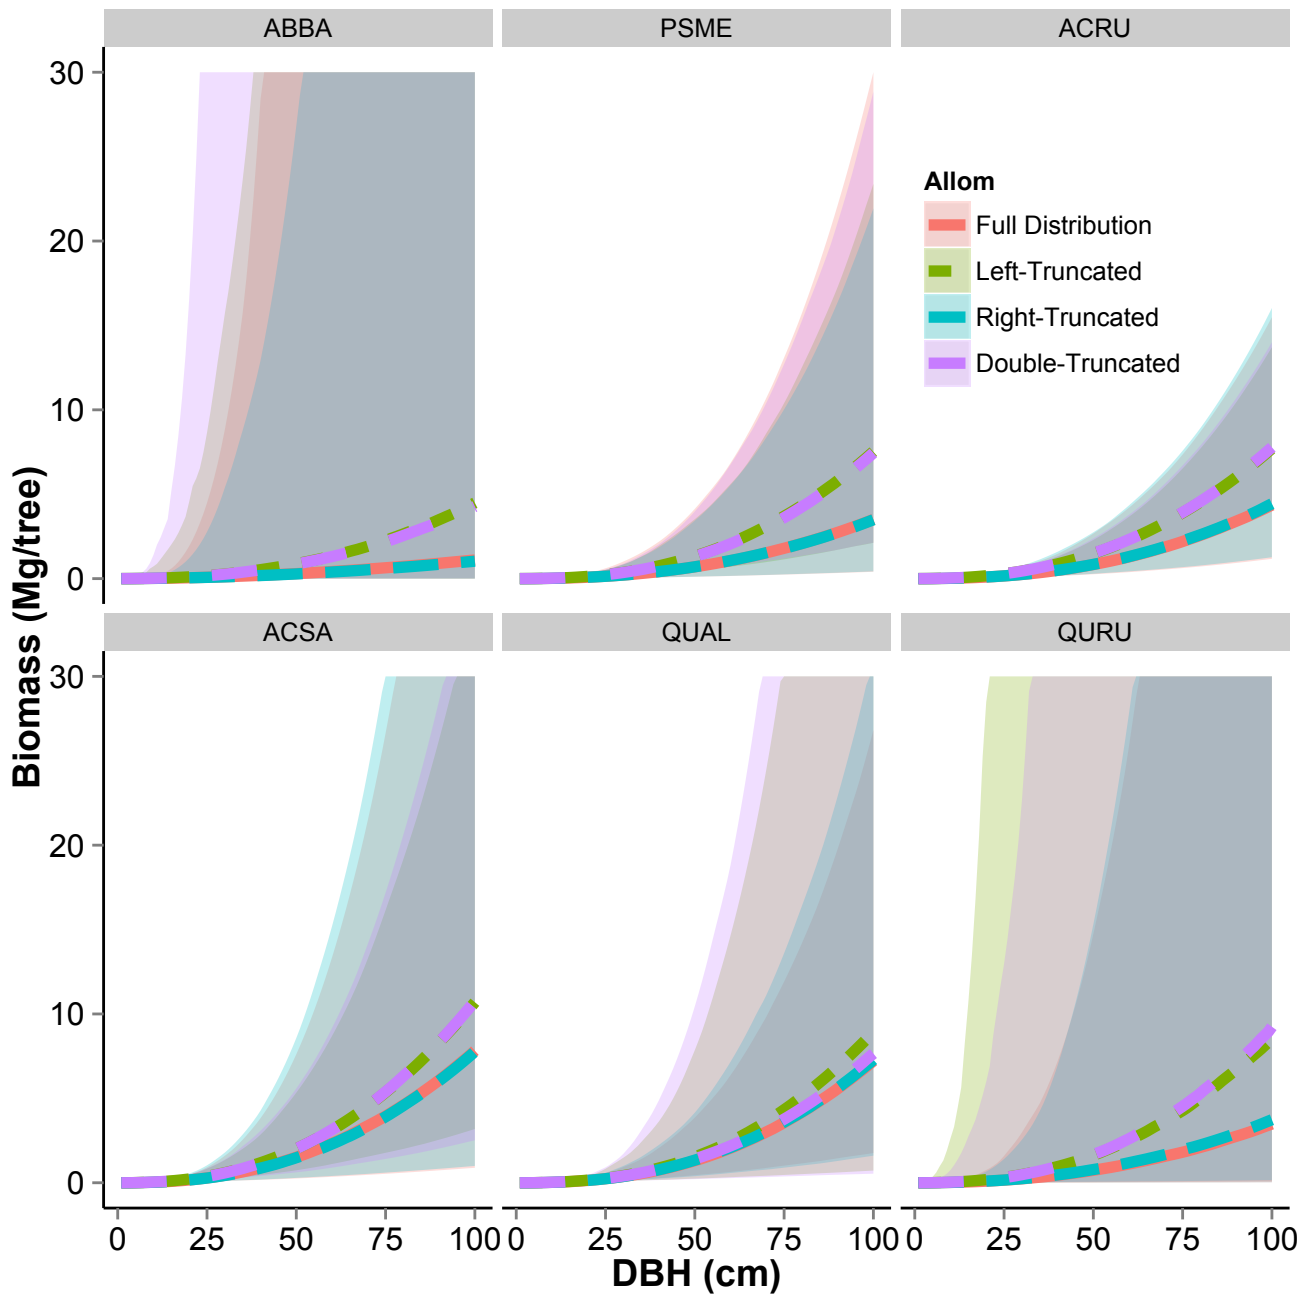 ABBA PSME ACRU
30
20
10
0
Allom
Full Distribution
Left-Truncated
Right-Truncated
Double-Truncated
Biomass (Mg/tree)
ACSA QUAL QURU
30
20
10
0
0 25 50 75 100 0 25 50 75 100 0 25 50 75 100
DBH (cm)